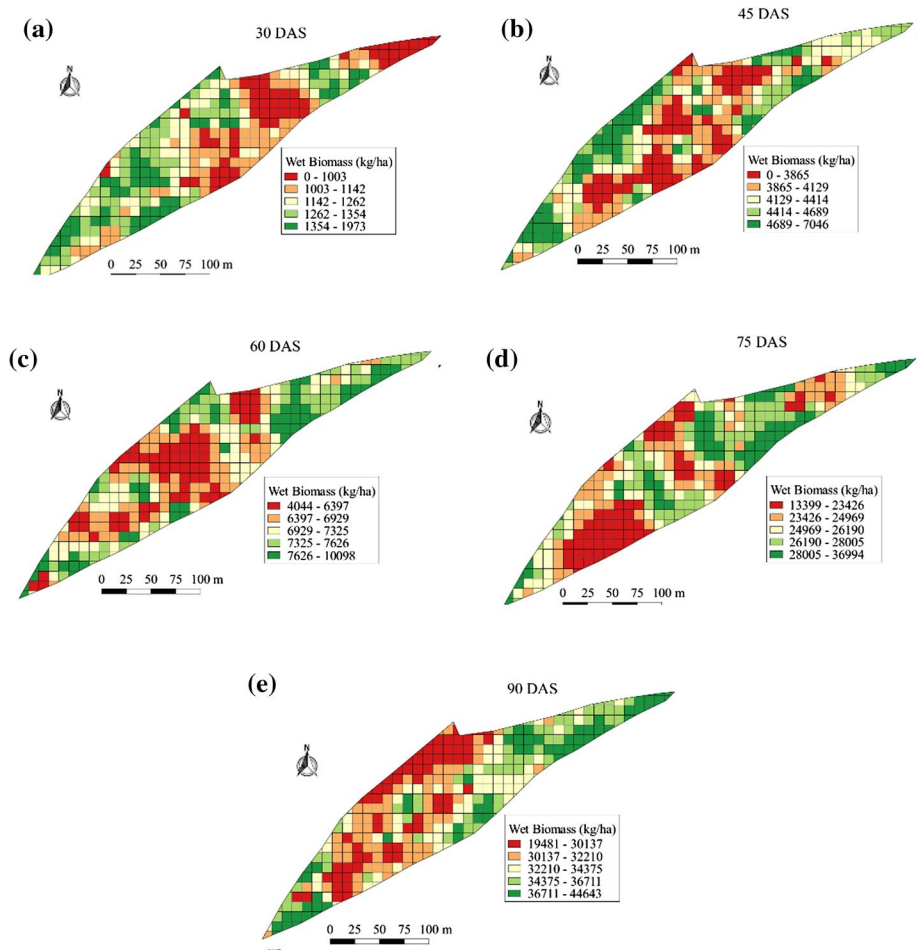 (a)
30 DAS
N
Wet Biomass (kg/ha)
0 - 1003
1003 - 1142
1142 - 1262
1262 - 1354
1354 - 1973
0 25 50 75 100 m
(b)
45 DAS
N
Wet Biomass (kg/ha)
0 - 3865
3865 - 4129
4129 - 4414
4414 - 4689
4689 - 7046
0 25 50 75 100 m
(c)
60 DAS
N
Wet Biomass (kg/ha)
4044 - 6397
6397 - 6929
6929 - 7325
7325 - 7626
7626 - 10098
0 25 50 75 100 m
(d)
75 DAS
N
Wet Biomass (kg/ha)
13399 - 23426
23426 - 24969
24969 - 26190
26190 - 28005
28005 - 36994
0 25 50 75 100 m
(e)
90 DAS
N
Wet Biomass (kg/ha)
19481 - 30137
30137 - 32210
32210 - 34375
34375 - 36711
36711 - 44643
0 25 50 75 100 m